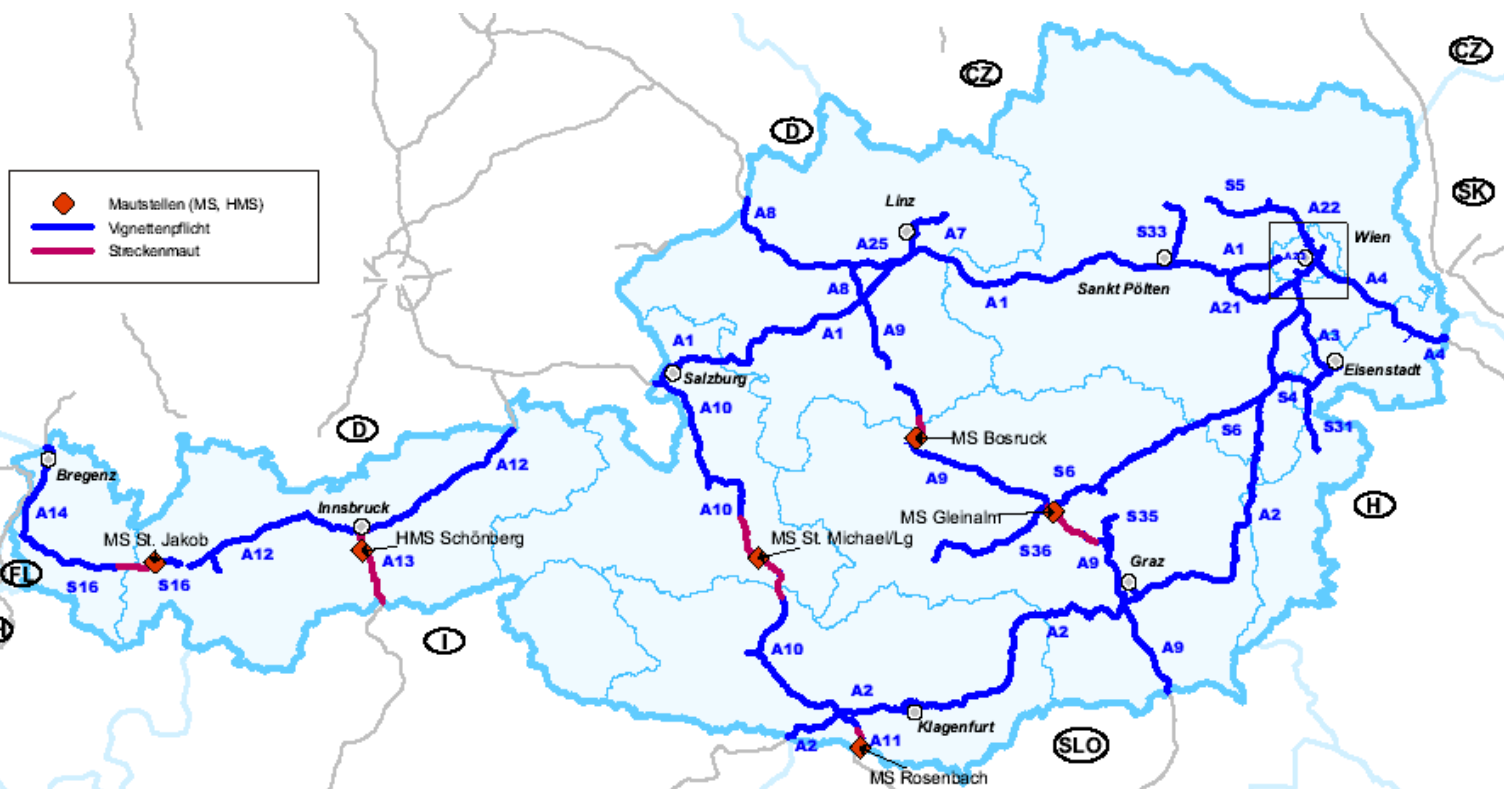 CZ
CZ
D
SK
Mautstellen (MS, HMS)
Vignettenpflicht
Streckenmaut
S5
A22
Linz
A8
A7
A25
S33
A1
Wien
A23
A4
Sankt Pölten
A8
A1
A21
A9
A1
A3
A4
A1
Salzburg
Eisenstadt
A10
S4
D
S6
S31
MS Bosruck
Bregenz
A12
A9
S6
A14
Innsbruck
A10
MS Gleinalm
S35
A2
H
MS St. Jakob
HMS Schönberg
MS St. Michael/Lg
A12
A13
S36
A9
Graz
FL
S16
S16
I
A10
A2
A9
A2
Klagenfurt
A2
A11
SLO
MS Rosenbach